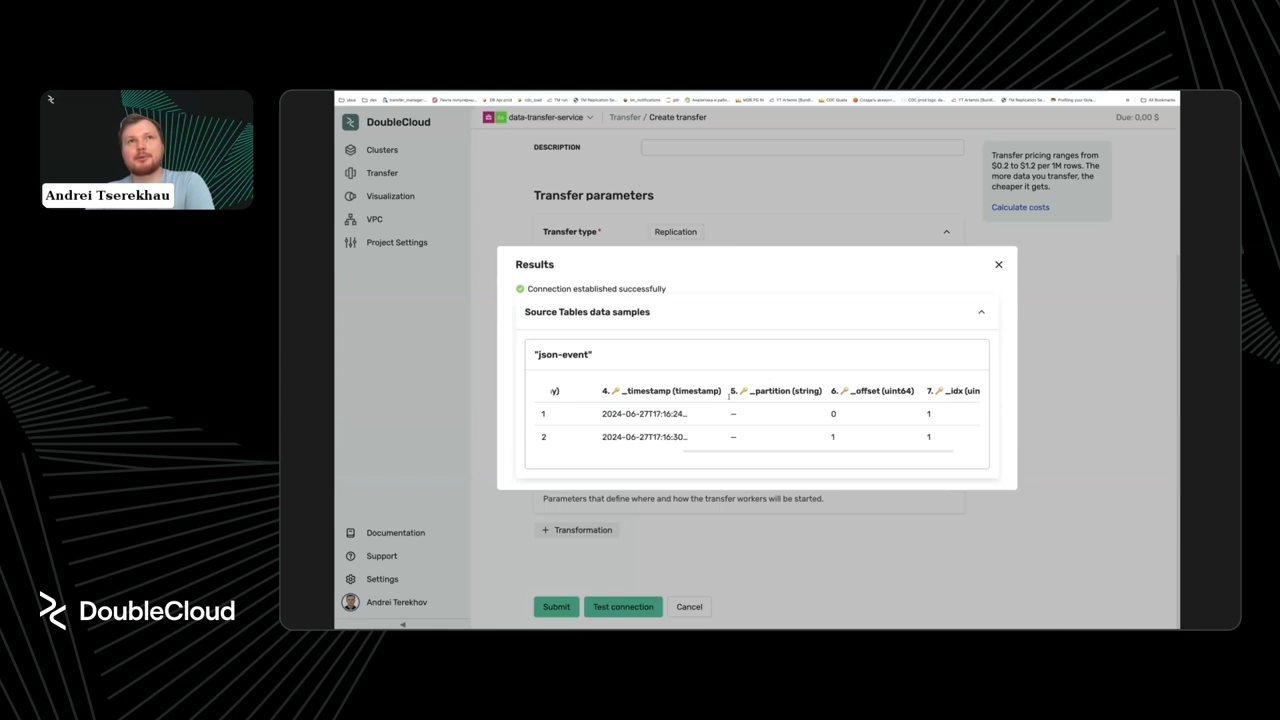 Andrei Tserekhau
DoubleCloud
DoubleCloud
Clusters
Transfer
Visualization
VPC
Project Settings
Documentation
Support
Settings
Andrei Terekhov
data-transfer-service
Transfer / Create transfer
Due: 0,00 $
DESCRIPTION
Transfer pricing ranges from
$0.2 to $1.2 per 1M rows. The
more data you transfer, the
cheaper it gets.
Calculate costs
Transfer parameters
Transfer type*
Replication
Results
Connection established successfully
Source Tables data samples
"json-event"
y) 4. _timestamp (timestamp) 5. _partition (string) 6. _offset (uint64) 7. _idx (uin
1 2024-06-27T17:16:24… – 0 1
2 2024-06-27T17:16:30… – 1 1
Parameters that define where and how the transfer workers will be started.
+ Transformation
Submit
Test connection
Cancel
All Bookmarks